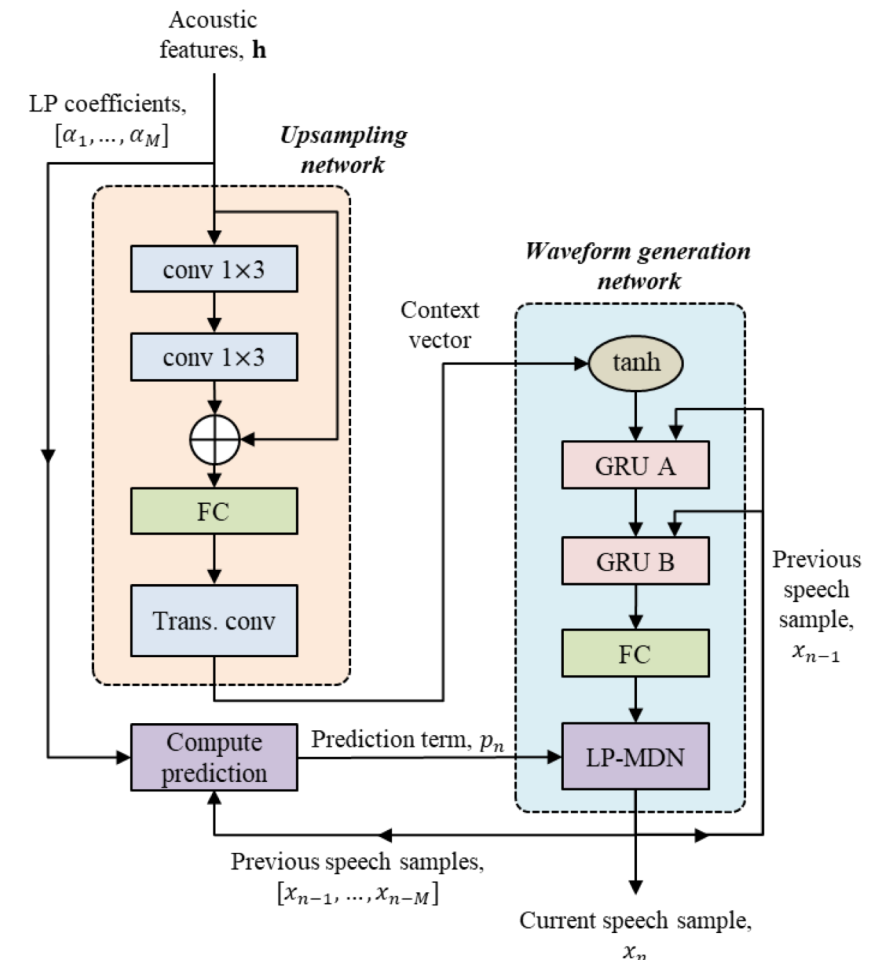 Acoustic
features, h
LP coefficients,
[α₁, …, α_M]
Upsampling
network
conv 1×3
conv 1×3
FC
Trans. conv
Waveform generation
network
Context
vector
tanh
GRU A
GRU B
FC
LP-MDN
Previous
speech
sample,
xₙ₋₁
Compute
prediction
Prediction term, pₙ
Previous speech samples,
[xₙ₋₁, …, xₙ₋M]
Current speech sample,
xₙ